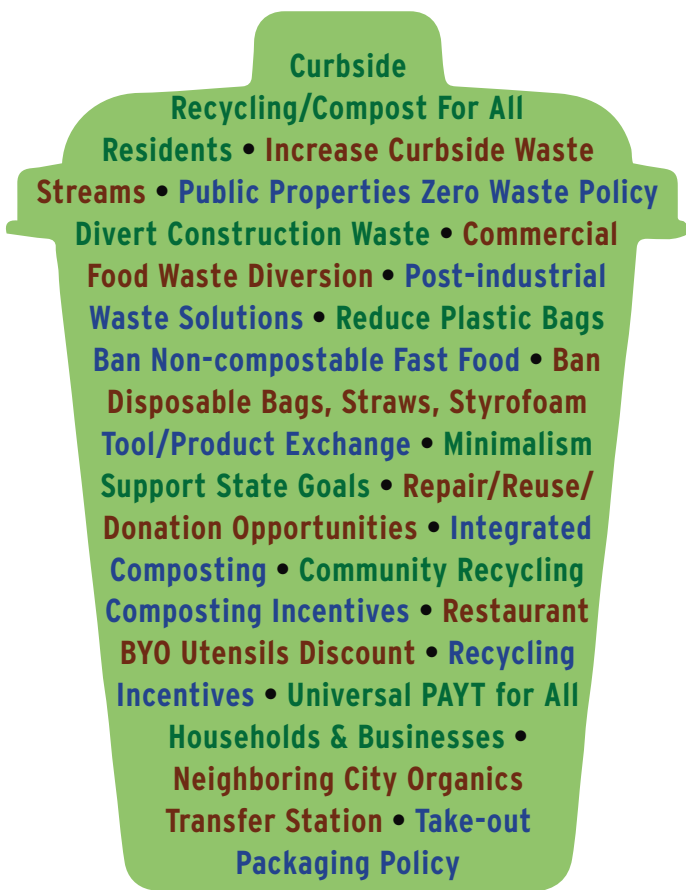 Curbside
Recycling/Compost For All
Residents • Increase Curbside Waste
Streams • Public Properties Zero Waste Policy
Divert Construction Waste • Commercial
Food Waste Diversion • Post-industrial
Waste Solutions • Reduce Plastic Bags
Ban Non-compostable Fast Food • Ban
Disposable Bags, Straws, Styrofoam
Tool/Product Exchange • Minimalism
Support State Goals • Repair/Reuse/
Donation Opportunities • Integrated
Composting • Community Recycling
Composting Incentives • Restaurant
BYO Utensils Discount • Recycling
Incentives • Universal PAYT for All
Households & Businesses •
Neighboring City Organics
Transfer Station • Take-out
Packaging Policy